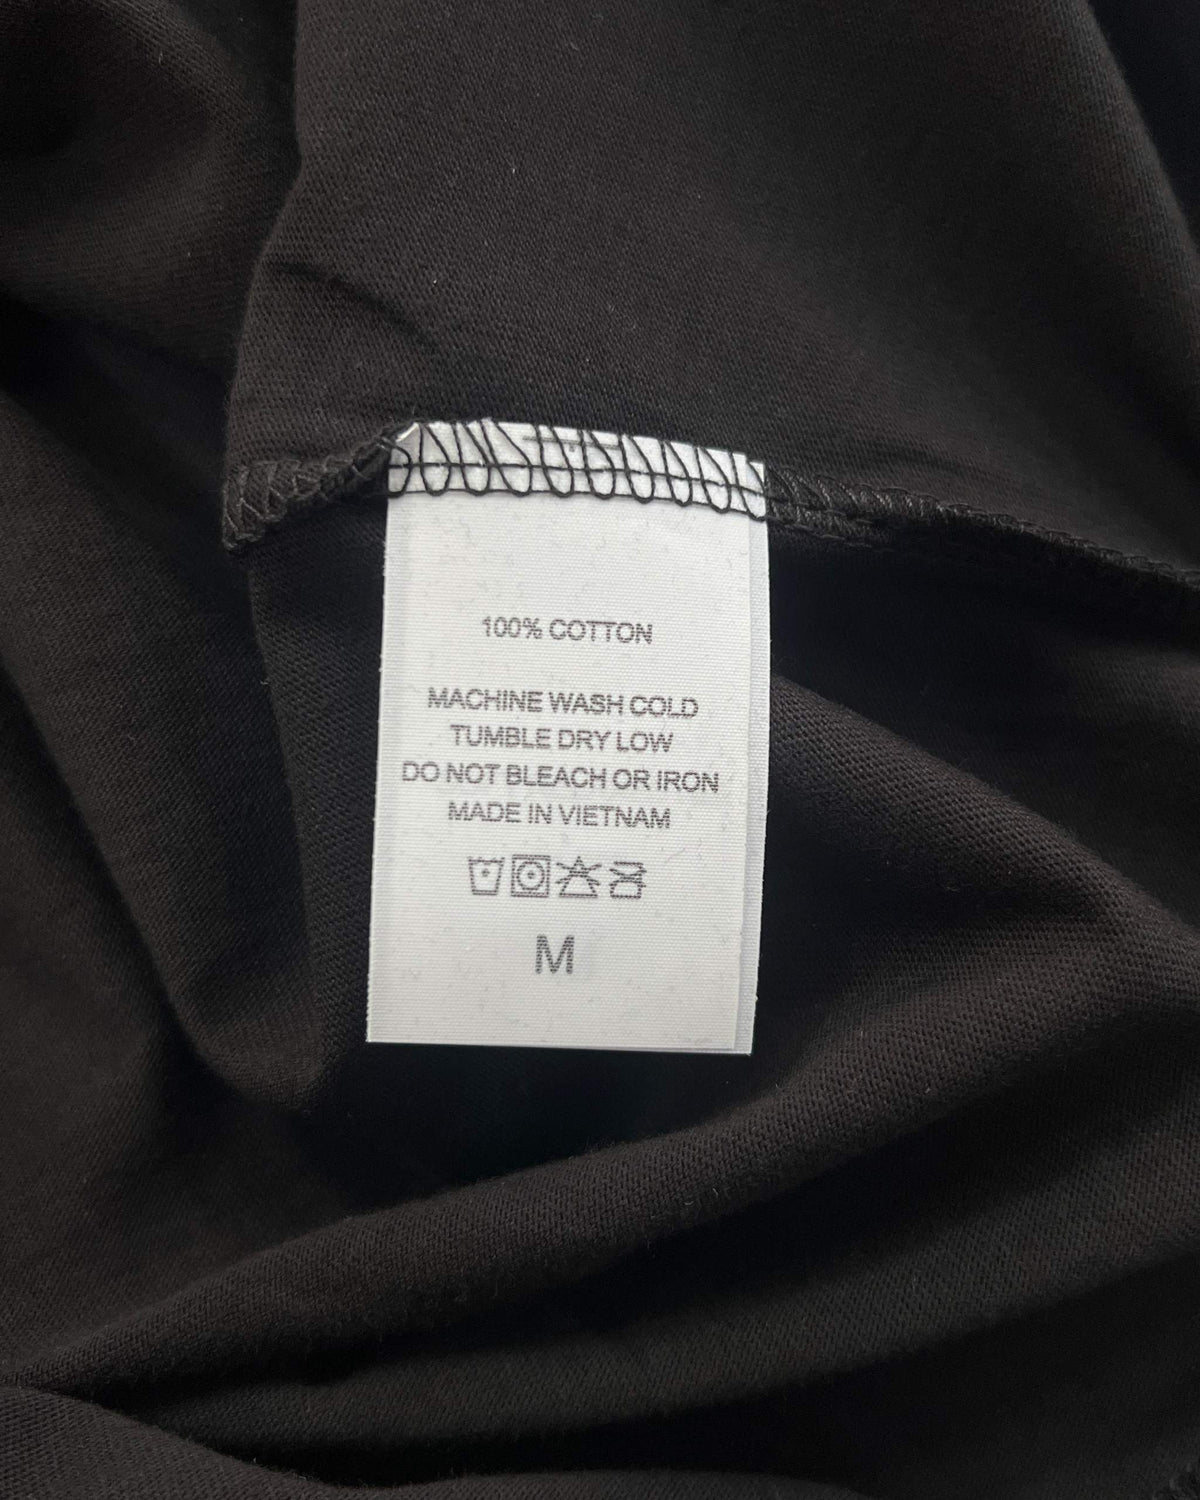 100% COTTON
MACHINE WASH COLD
TUMBLE DRY LOW
DO NOT BLEACH OR IRON
MADE IN VIETNAM
M